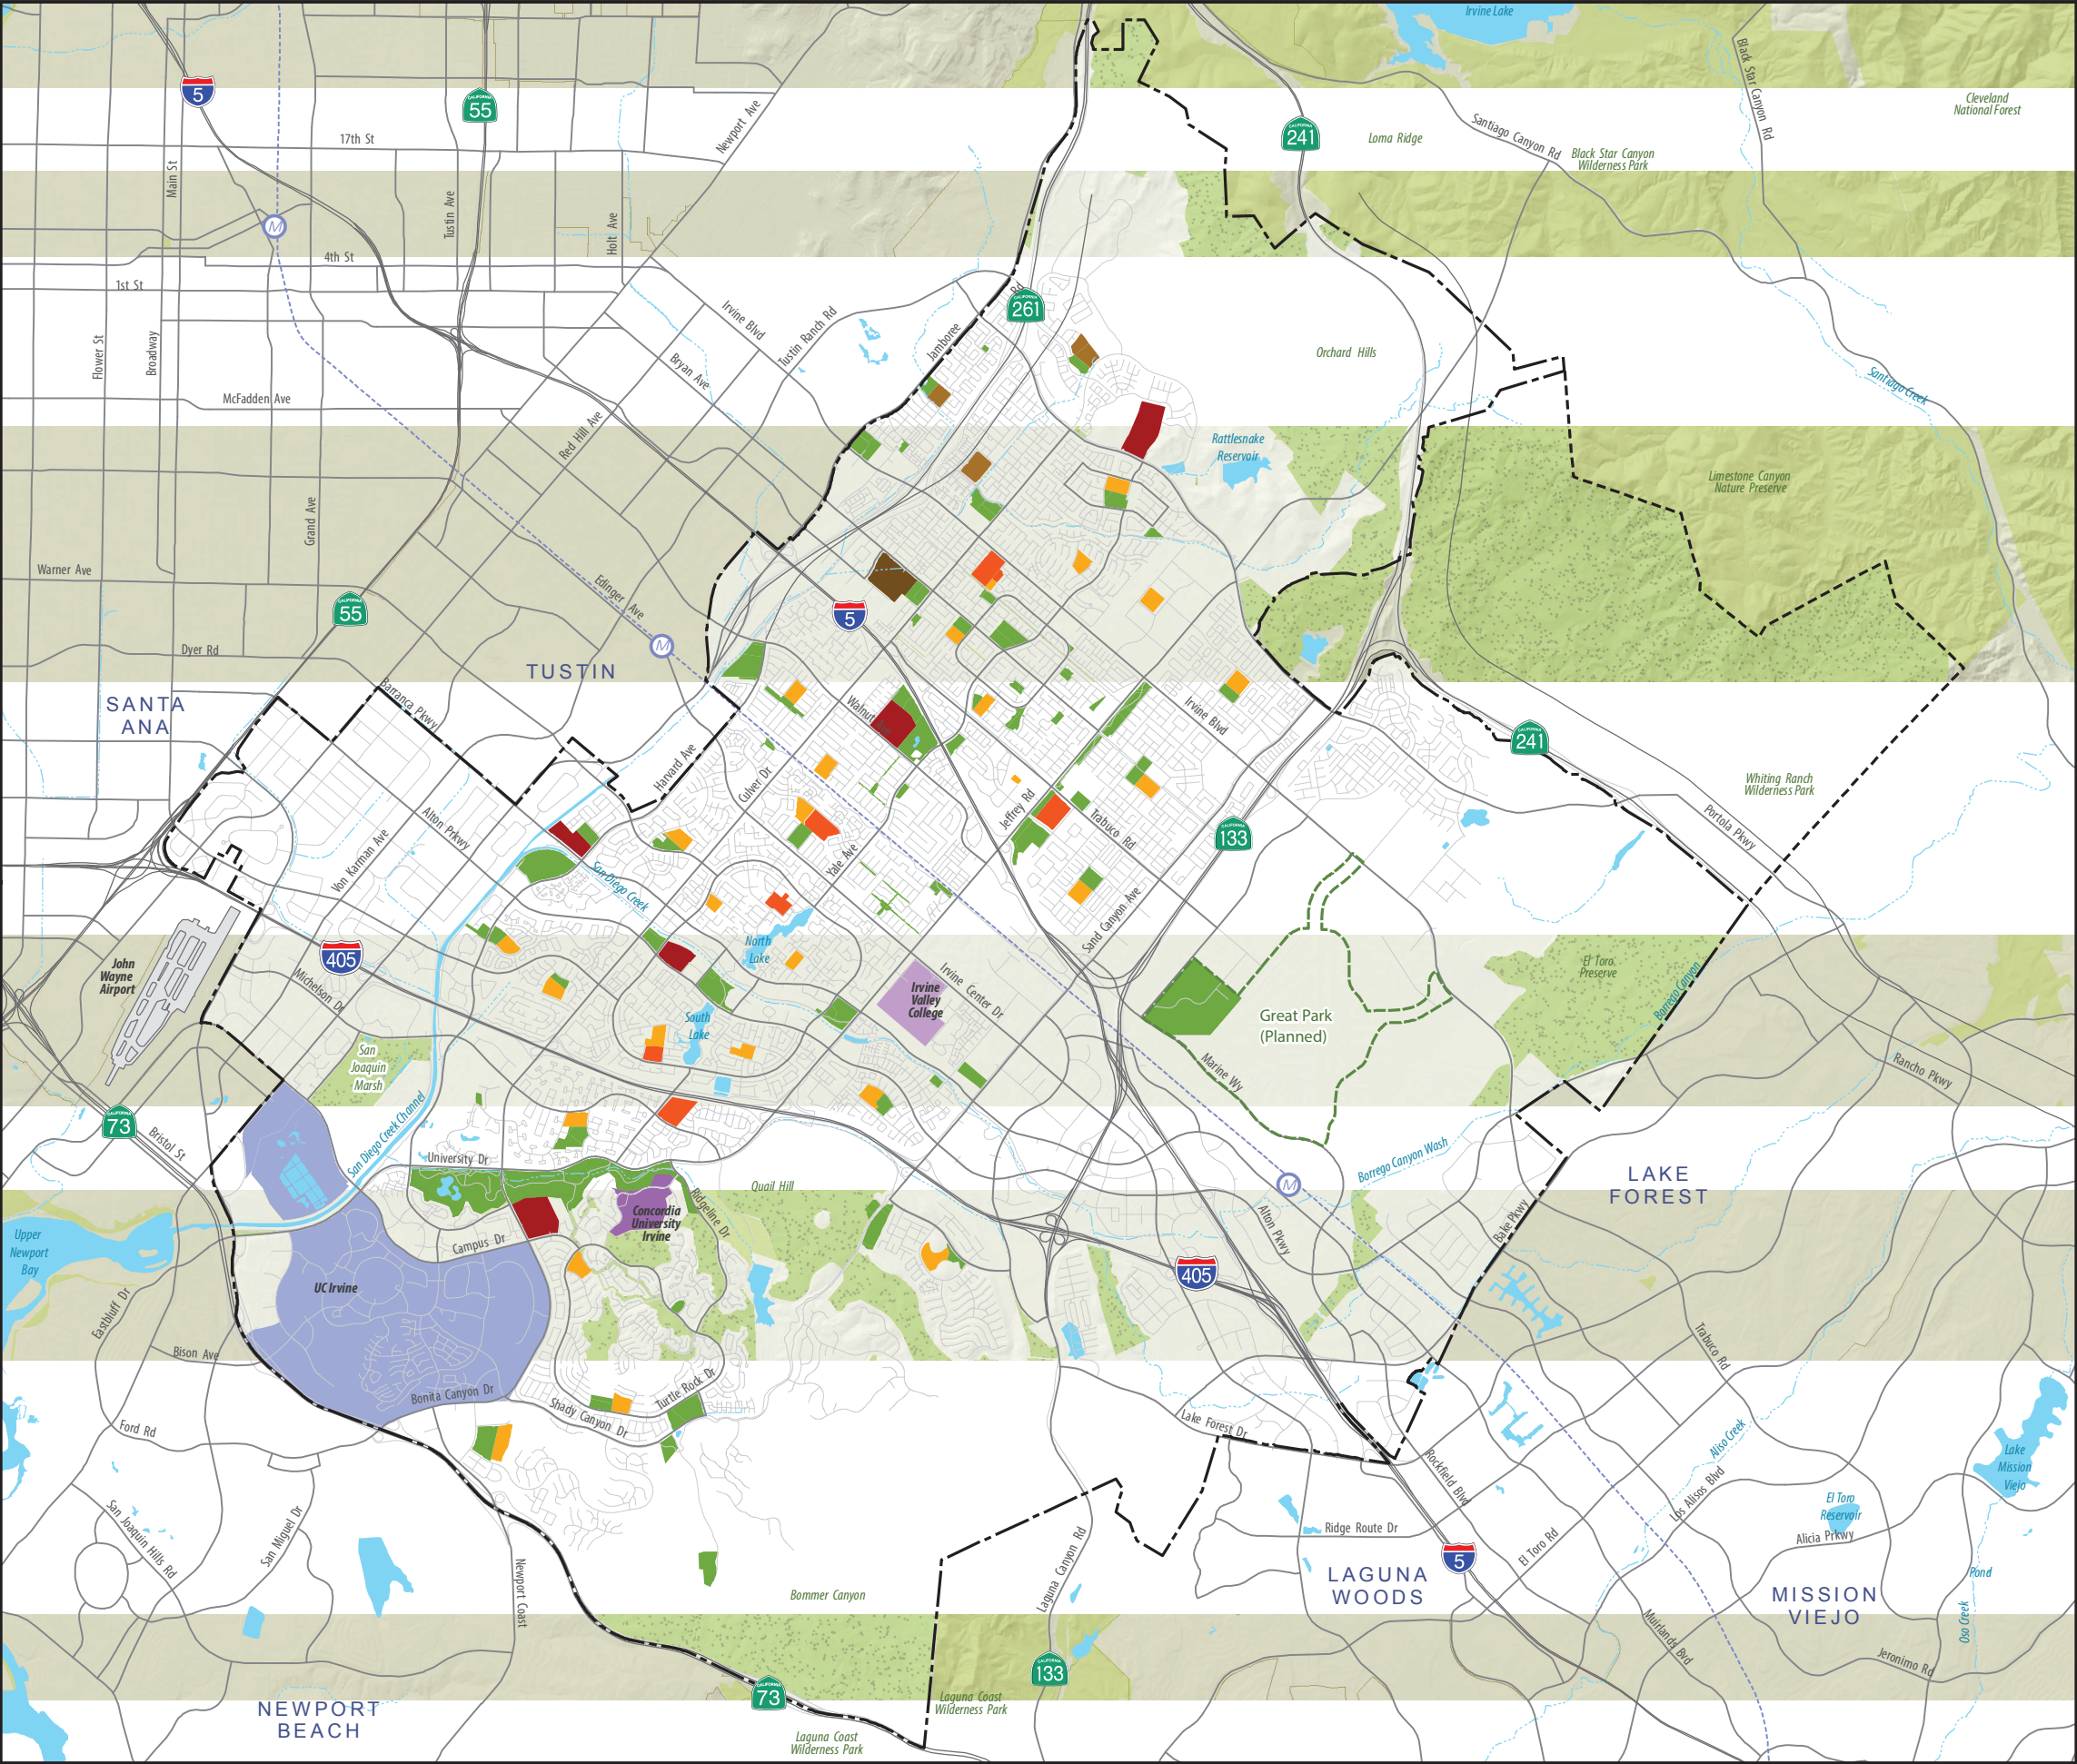 Irvine Lake
Black Star Canyon Rd
5
CALIFORNIA
55
Newport Ave
Cleveland
National Forest
17th St
CALIFORNIA
241
Loma Ridge
Santiago Canyon Rd
Black Star Canyon
Wilderness Park
Main St
Tustin Ave
Holt Ave
M
4th St
1st St
Rd
CALIFORNIA
261
Irvine Blvd
Tustin Ranch Rd
Jamboree
Flower St
Broadway
Bryan Ave
Orchard Hills
Santiago Creek
McFadden Ave
Red Hill Ave
Rattlesnake
Reservoir
Limestone Canyon
Nature Preserve
Grand Ave
Warner Ave
Edinger Ave
CALIFORNIA
55
5
Dyer Rd
M
TUSTIN
SANTA
ANA
Barranca Pkwy
Walnut Ave
Irvine Blvd
CALIFORNIA
241
Harvard Ave
Culver Dr
Whiting Ranch
Wilderness Park
Alton Prkwy
Jeffrey Rd
Trabuco Rd
CALIFORNIA
133
Portola Pkwy
Von Karman Ave
Yale Ave
San Diego Creek
Sand Canyon Ave
North
Lake
405
John
Wayne
Airport
Michelson Dr
Irvine
Valley
College
Irvine Center Dr
El Toro
Preserve
Borrego Canyon
South
Lake
Great Park
(Planned)
San
Joaquin
Marsh
Marine Wy
Rancho Pkwy
CALIFORNIA
73
Bristol St
San Diego Creek Channel
University Dr
Borrego Canyon Wash
Quail Hill
M
LAKE
FOREST
Concordia
University
Irvine
Ridgeline Dr
Upper
Newport
Bay
Campus Dr
Alton Pkwy
Bake Pkwy
UC Irvine
405
Eastbluff Dr
Bison Ave
Trabuco Rd
Bonita Canyon Dr
Turtle Rock Dr
Shady Canyon Dr
Ford Rd
Lake Forest Dr
Aliso Creek
Lake
Mission
Viejo
Rockfield Blvd
Los Alisos Blvd
El Toro
Reservoir
San Joaquin Hills Rd
San Miguel Dr
Ridge Route Dr
Alicia Prkwy
El Toro Rd
5
Newport Coast
Laguna Canyon Rd
LAGUNA
WOODS
Pond
Bommer Canyon
MISSION
VIEJO
Oso Creek
Muirlands Bvd
Jeronimo Rd
CALIFORNIA
133
CALIFORNIA
73
Laguna Coast
Wilderness Park
NEWPORT
BEACH
Laguna Coast
Wilderness Park